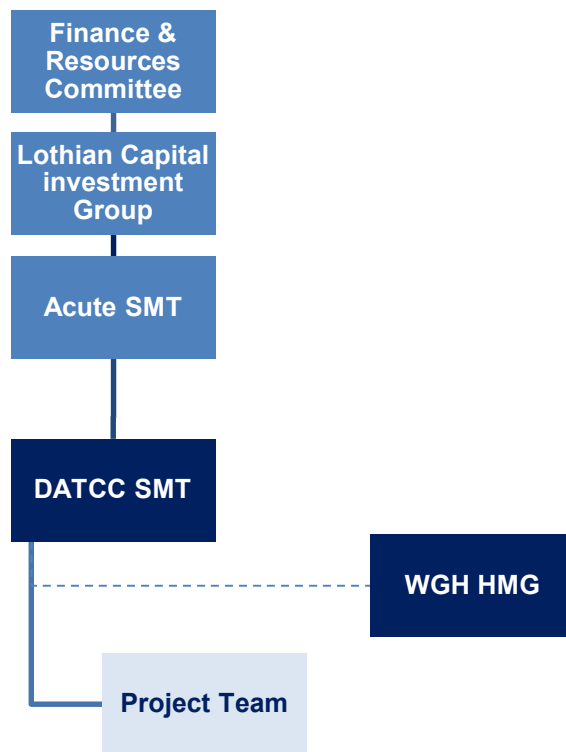 Finance &
Resources
Committee
Lothian Capital
investment
Group
Acute SMT
DATCC SMT
WGH HMG
Project Team